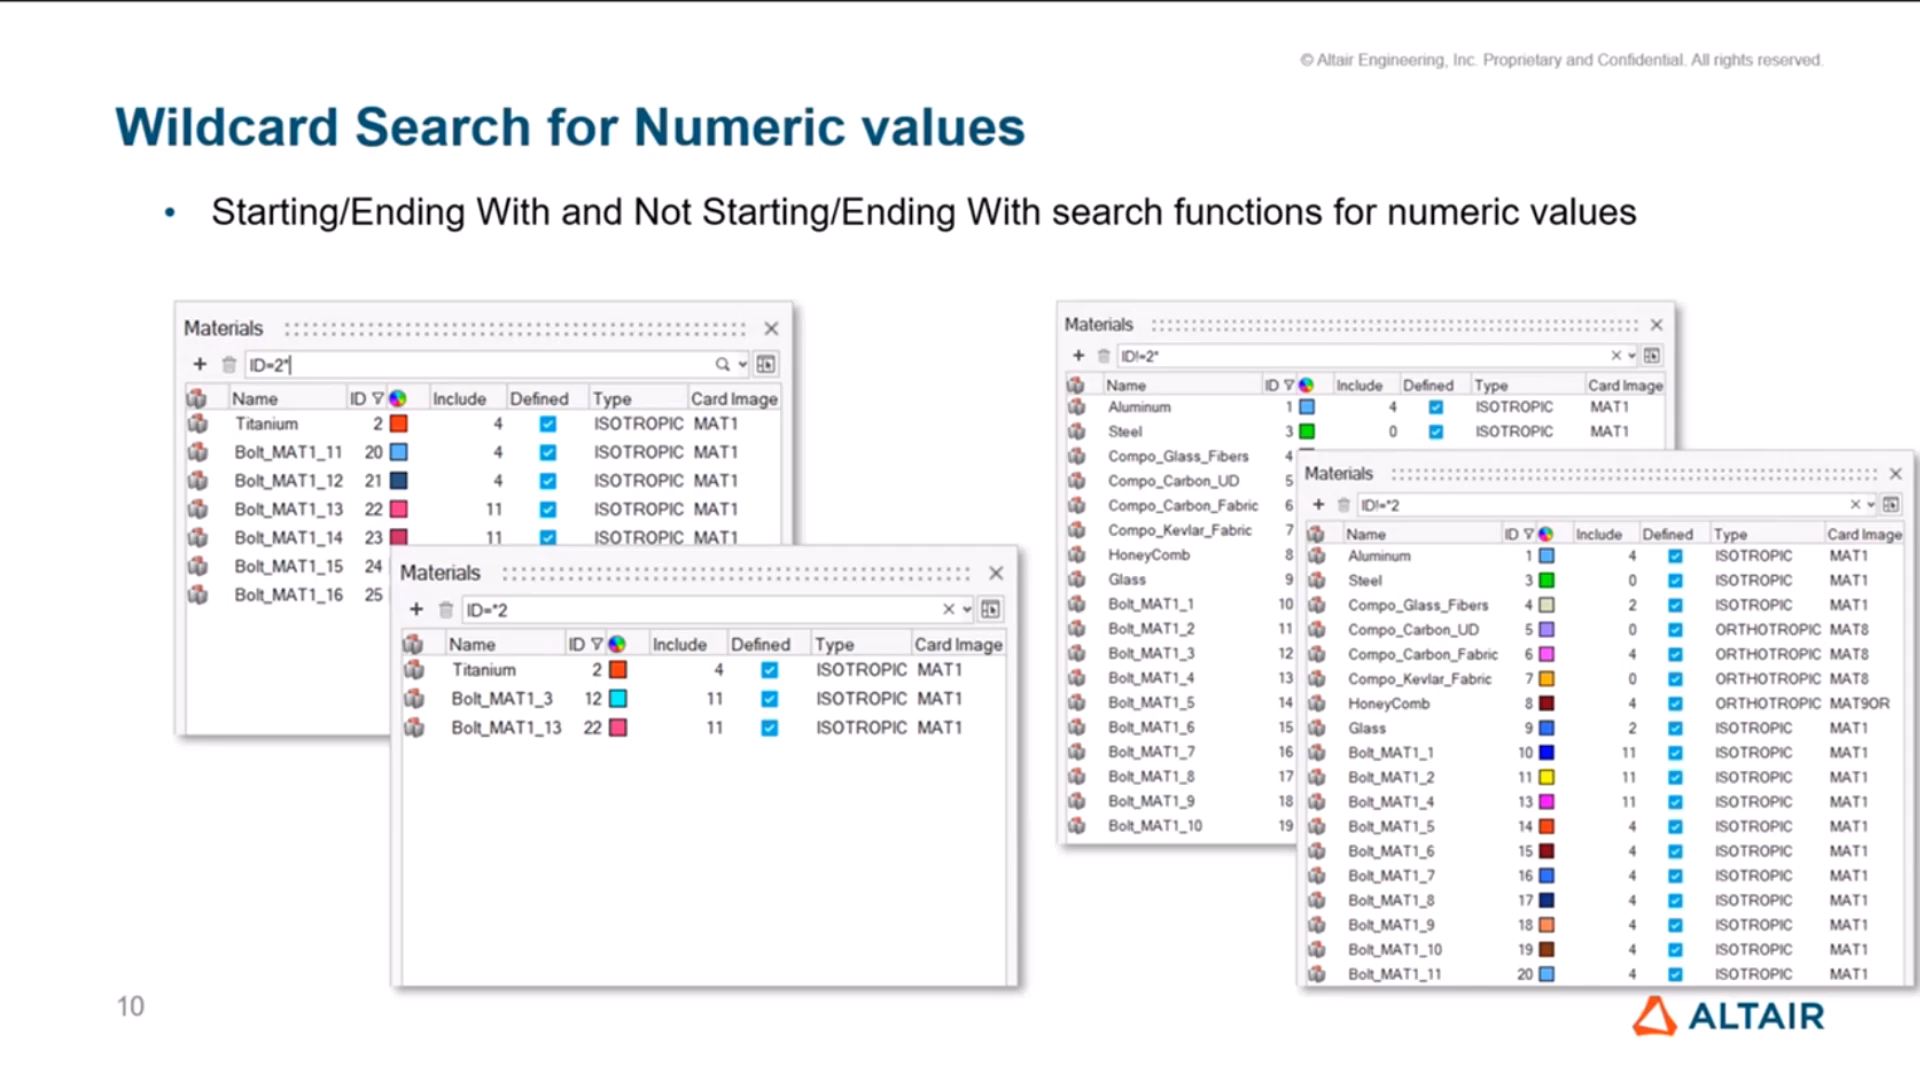 © Altair Engineering, Inc. Proprietary and Confidential. All rights reserved.
Wildcard Search for Numeric values
• Starting/Ending With and Not Starting/Ending With search functions for numeric values
Materials
ID=2*
Name ID Include Defined Type Card Image
Titanium 2 4 ISOTROPIC MAT1
Bolt_MAT1_11 20 4 ISOTROPIC MAT1
Bolt_MAT1_12 21 4 ISOTROPIC MAT1
Bolt_MAT1_13 22 11 ISOTROPIC MAT1
Bolt_MAT1_14 23 11 ISOTROPIC MAT1
Bolt_MAT1_15 24
Bolt_MAT1_16 25
Materials
ID=*2
Name ID Include Defined Type Card Image
Titanium 2 4 ISOTROPIC MAT1
Bolt_MAT1_3 12 11 ISOTROPIC MAT1
Bolt_MAT1_13 22 11 ISOTROPIC MAT1
Materials
ID!=2*
Name ID Include Defined Type Card Image
Aluminum 1 4 ISOTROPIC MAT1
Steel 3 0 ISOTROPIC MAT1
Compo_Glass_Fibers 4
Compo_Carbon_UD 5
Compo_Carbon_Fabric 6
Compo_Kevlar_Fabric 7
HoneyComb 8
Glass 9
Bolt_MAT1_1 10
Bolt_MAT1_2 11
Bolt_MAT1_3 12
Bolt_MAT1_4 13
Bolt_MAT1_5 14
Bolt_MAT1_6 15
Bolt_MAT1_7 16
Bolt_MAT1_8 17
Bolt_MAT1_9 18
Bolt_MAT1_10 19
Materials
ID!=*2
Name ID Include Defined Type Card Image
Aluminum 1 4 ISOTROPIC MAT1
Steel 3 0 ISOTROPIC MAT1
Compo_Glass_Fibers 4 2 ISOTROPIC MAT1
Compo_Carbon_UD 5 0 ORTHOTROPIC MAT8
Compo_Carbon_Fabric 6 4 ORTHOTROPIC MAT8
Compo_Kevlar_Fabric 7 0 ORTHOTROPIC MAT8
HoneyComb 8 4 ORTHOTROPIC MAT9OR
Glass 9 2 ISOTROPIC MAT1
Bolt_MAT1_1 10 11 ISOTROPIC MAT1
Bolt_MAT1_2 11 11 ISOTROPIC MAT1
Bolt_MAT1_4 13 11 ISOTROPIC MAT1
Bolt_MAT1_5 14 4 ISOTROPIC MAT1
Bolt_MAT1_6 15 4 ISOTROPIC MAT1
Bolt_MAT1_7 16 4 ISOTROPIC MAT1
Bolt_MAT1_8 17 4 ISOTROPIC MAT1
Bolt_MAT1_9 18 4 ISOTROPIC MAT1
Bolt_MAT1_10 19 4 ISOTROPIC MAT1
Bolt_MAT1_11 20 4 ISOTROPIC MAT1
10
ALTAIR